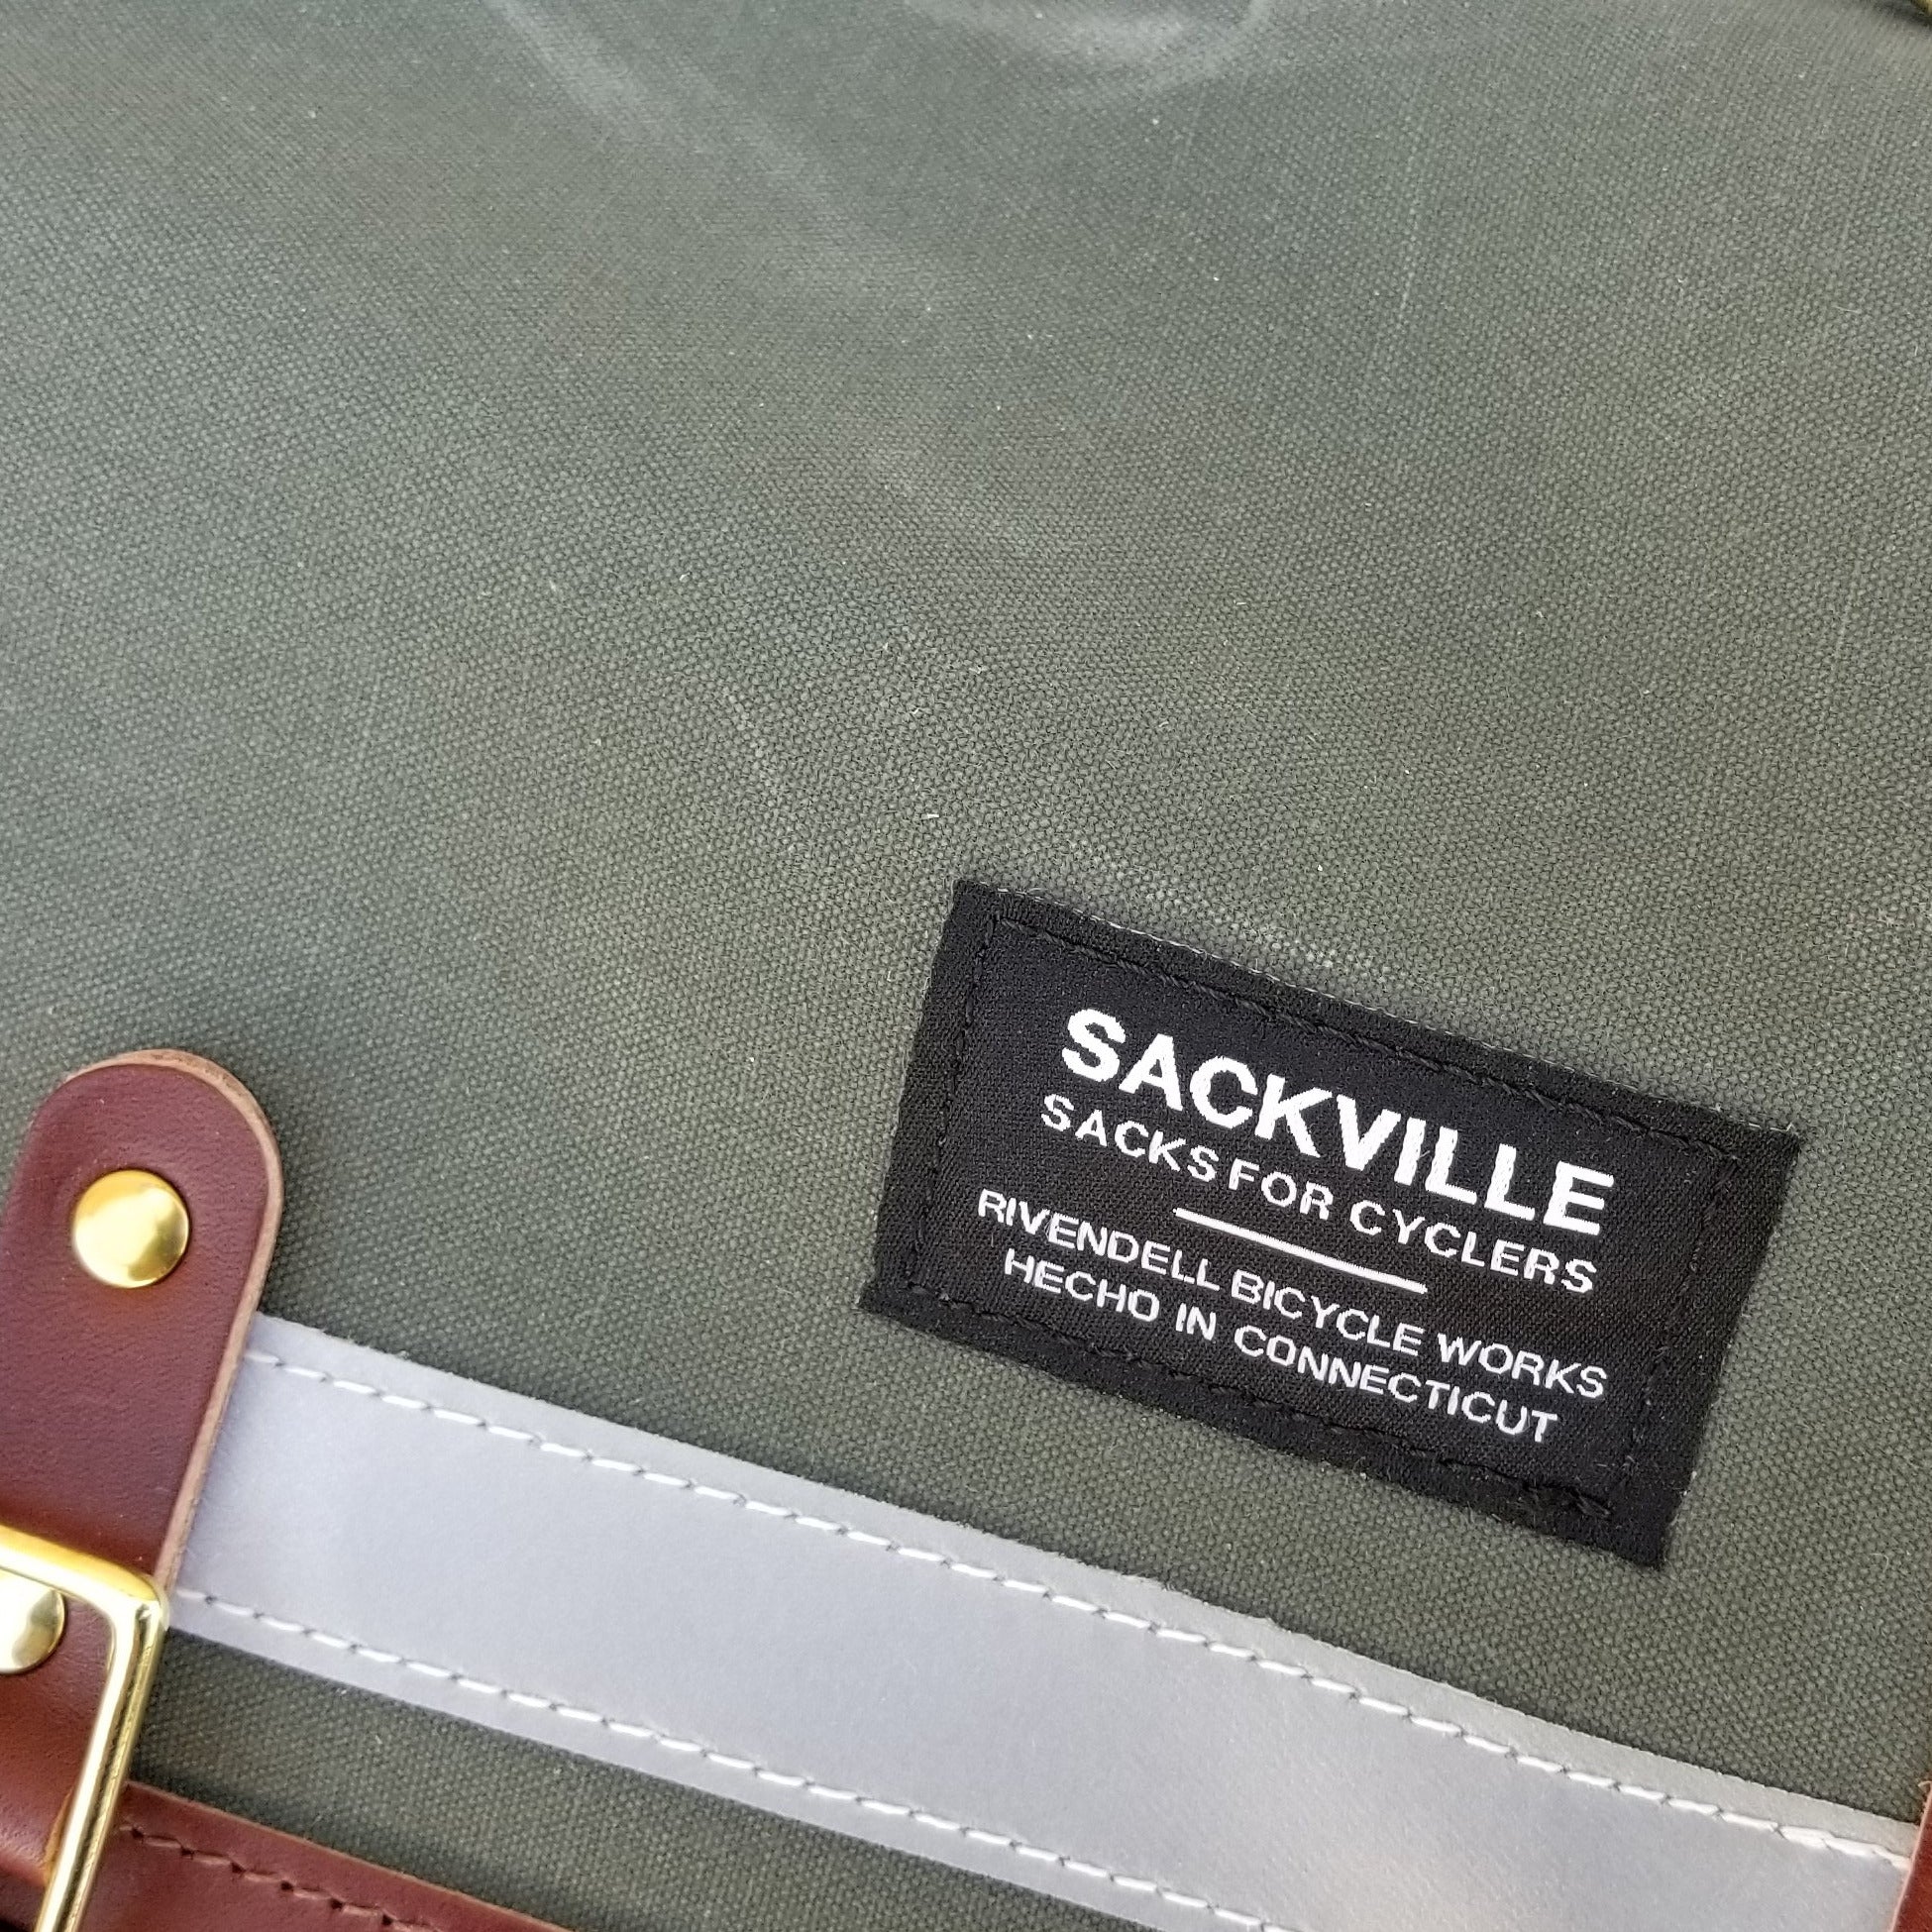 SACKVILLE
SACKS FOR CYCLERS
RIVENDELL BICYCLE WORKS
HECHO IN CONNECTICUT